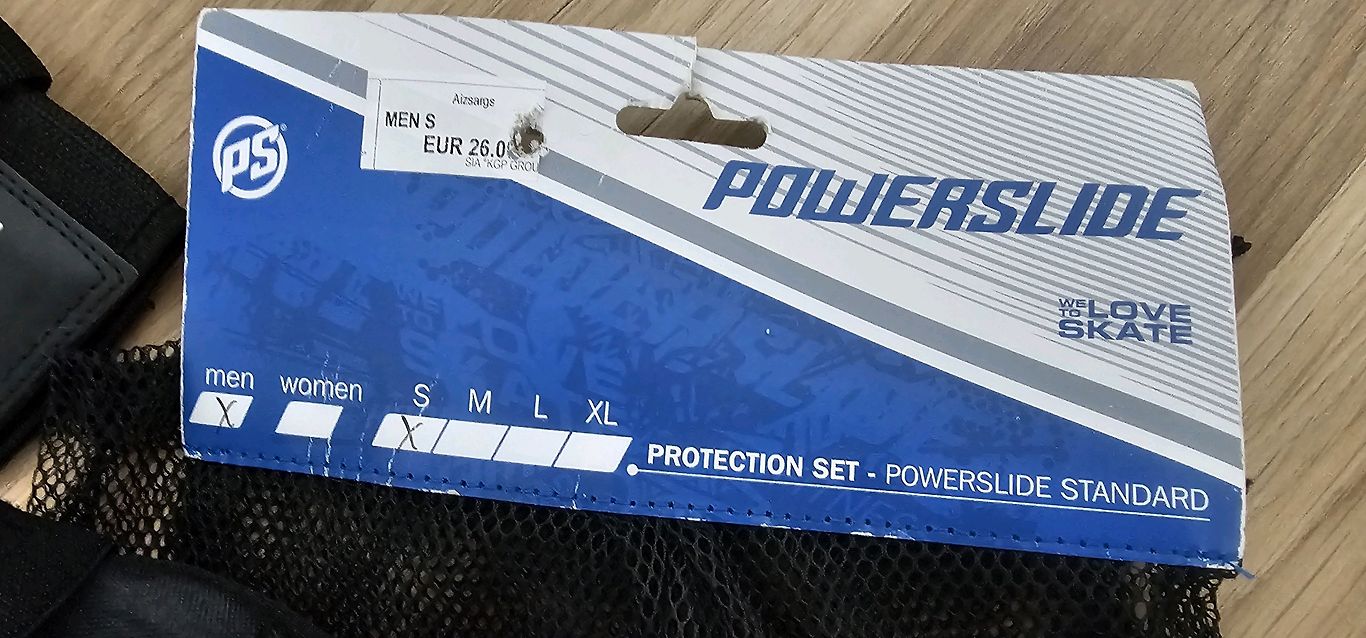 Aizsargs
MEN S
EUR 26.0
SIA "KGP GROU
PS
POWERSLIDE
WE TO LOVE
SKATE
men women S M L XL
X X
PROTECTION SET - POWERSLIDE STANDARD